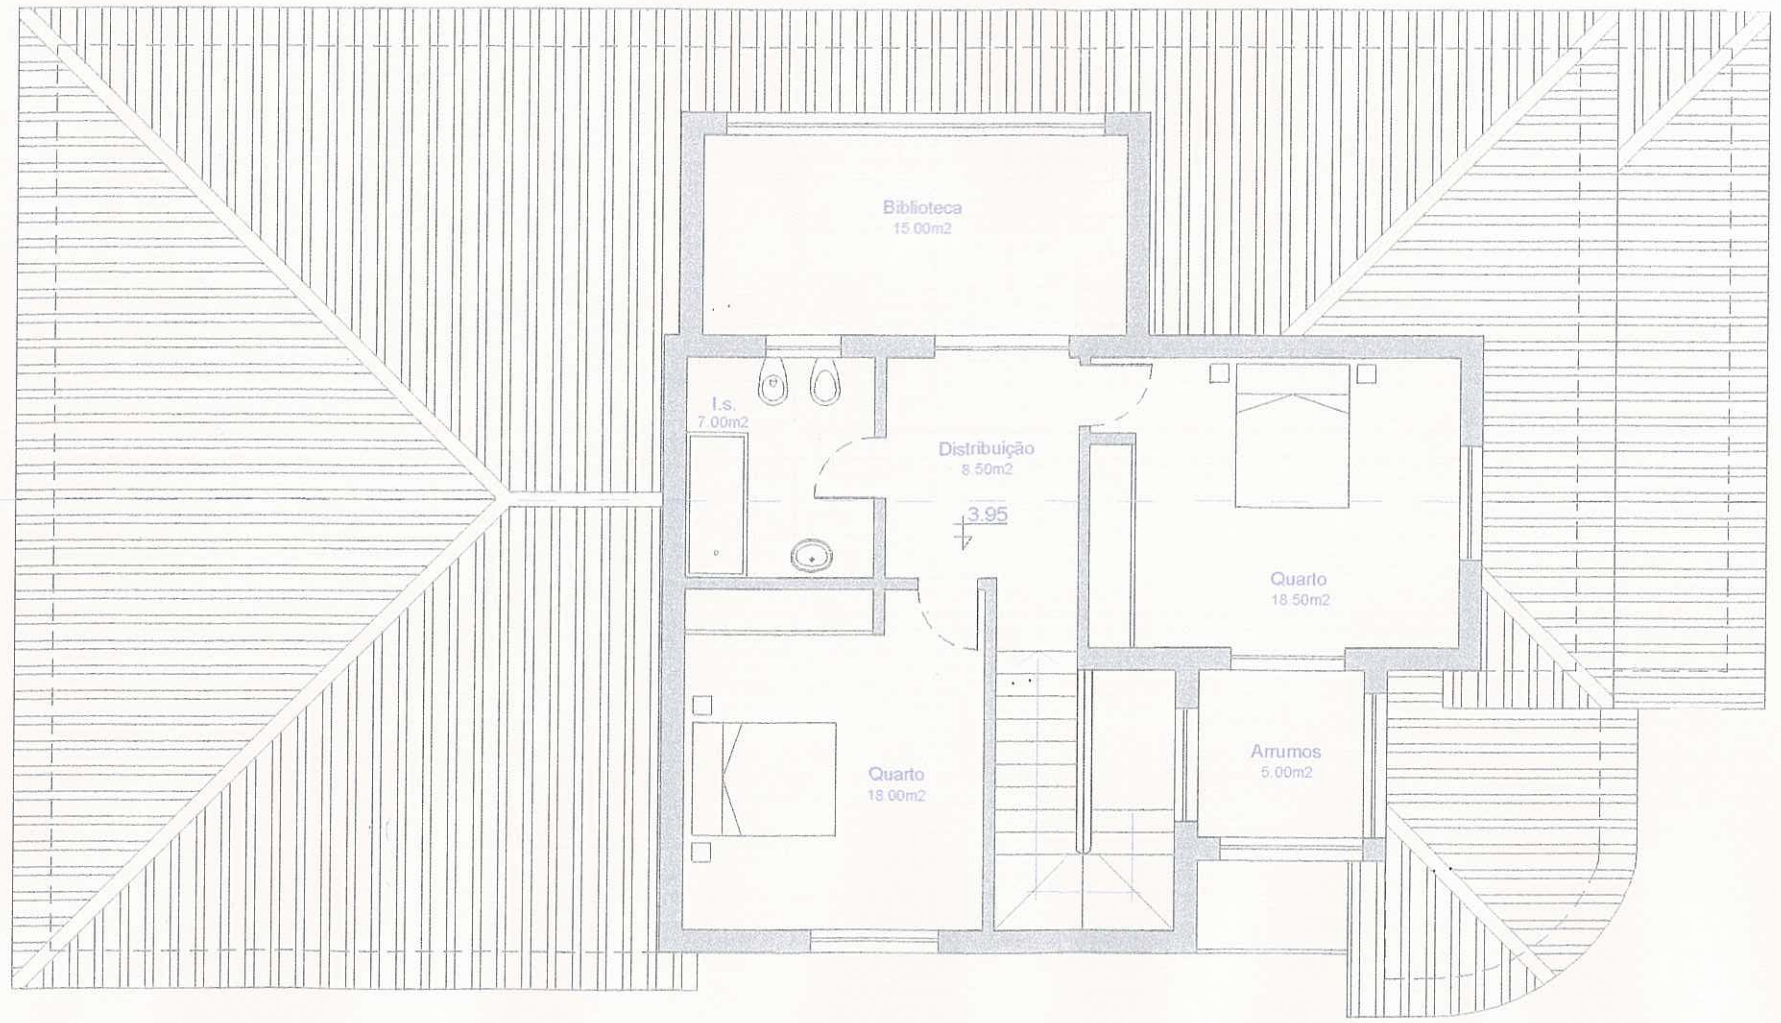 Biblioteca
15.00m2
I.s.
7.00m2
Distribuição
8.50m2
3.95
Quarto
18.50m2
Arrumos
5.00m2
Quarto
18.00m2